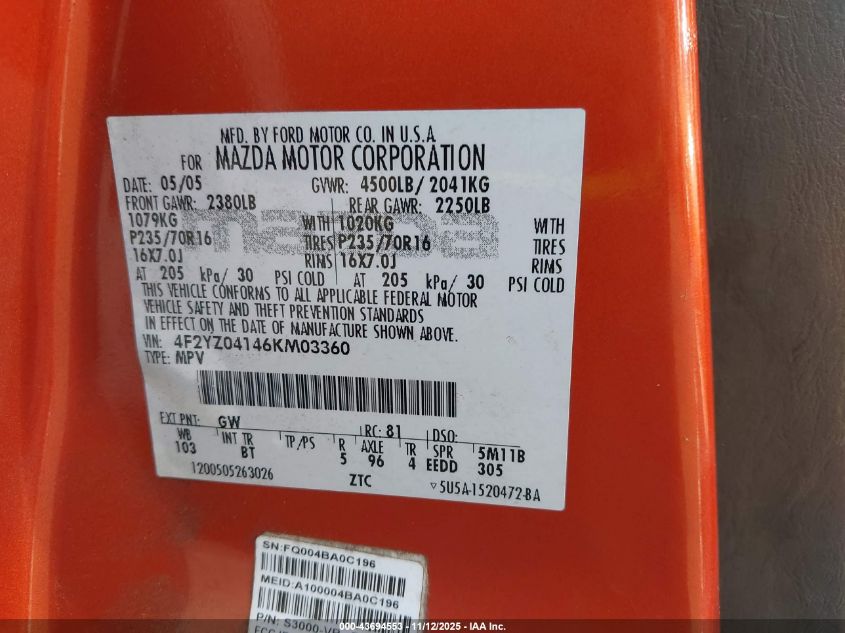 MFD. BY FORD MOTOR CO. IN U.S.A.
FOR MAZDA MOTOR CORPORATION
DATE: 05/05 GVWR: 4500LB/ 2041KG
FRONT GAWR: 2380LB REAR GAWR: 2250LB
1079KG WITH 1020KG WITH
P235/70R16 TIRES P235/70R16 TIRES
16X7.0J RIMS 16X7.0J RIMS
AT 205 kPa/ 30 PSI COLD AT 205 kPa/ 30 PSI COLD
THIS VEHICLE CONFORMS TO ALL APPLICABLE FEDERAL MOTOR
VEHICLE SAFETY AND THEFT PREVENTION STANDARDS
IN EFFECT ON THE DATE OF MANUFACTURE SHOWN ABOVE.
VIN: 4F2YZ04146KM03360
TYPE: MPV
EXT PNT: GW RC: 81 DSO:
WB INT TR TP/PS R AXLE TR SPR 5M11B
103 BT 5 96 4 EEDD 305
1200505263026 ZTC ▽5U5A-1520472-BA
SN:FQ004BA0C196
MEID:A100004BA0C196
P/N: S3000-V
43694553 - 11/12/2025 - IAA Inc.